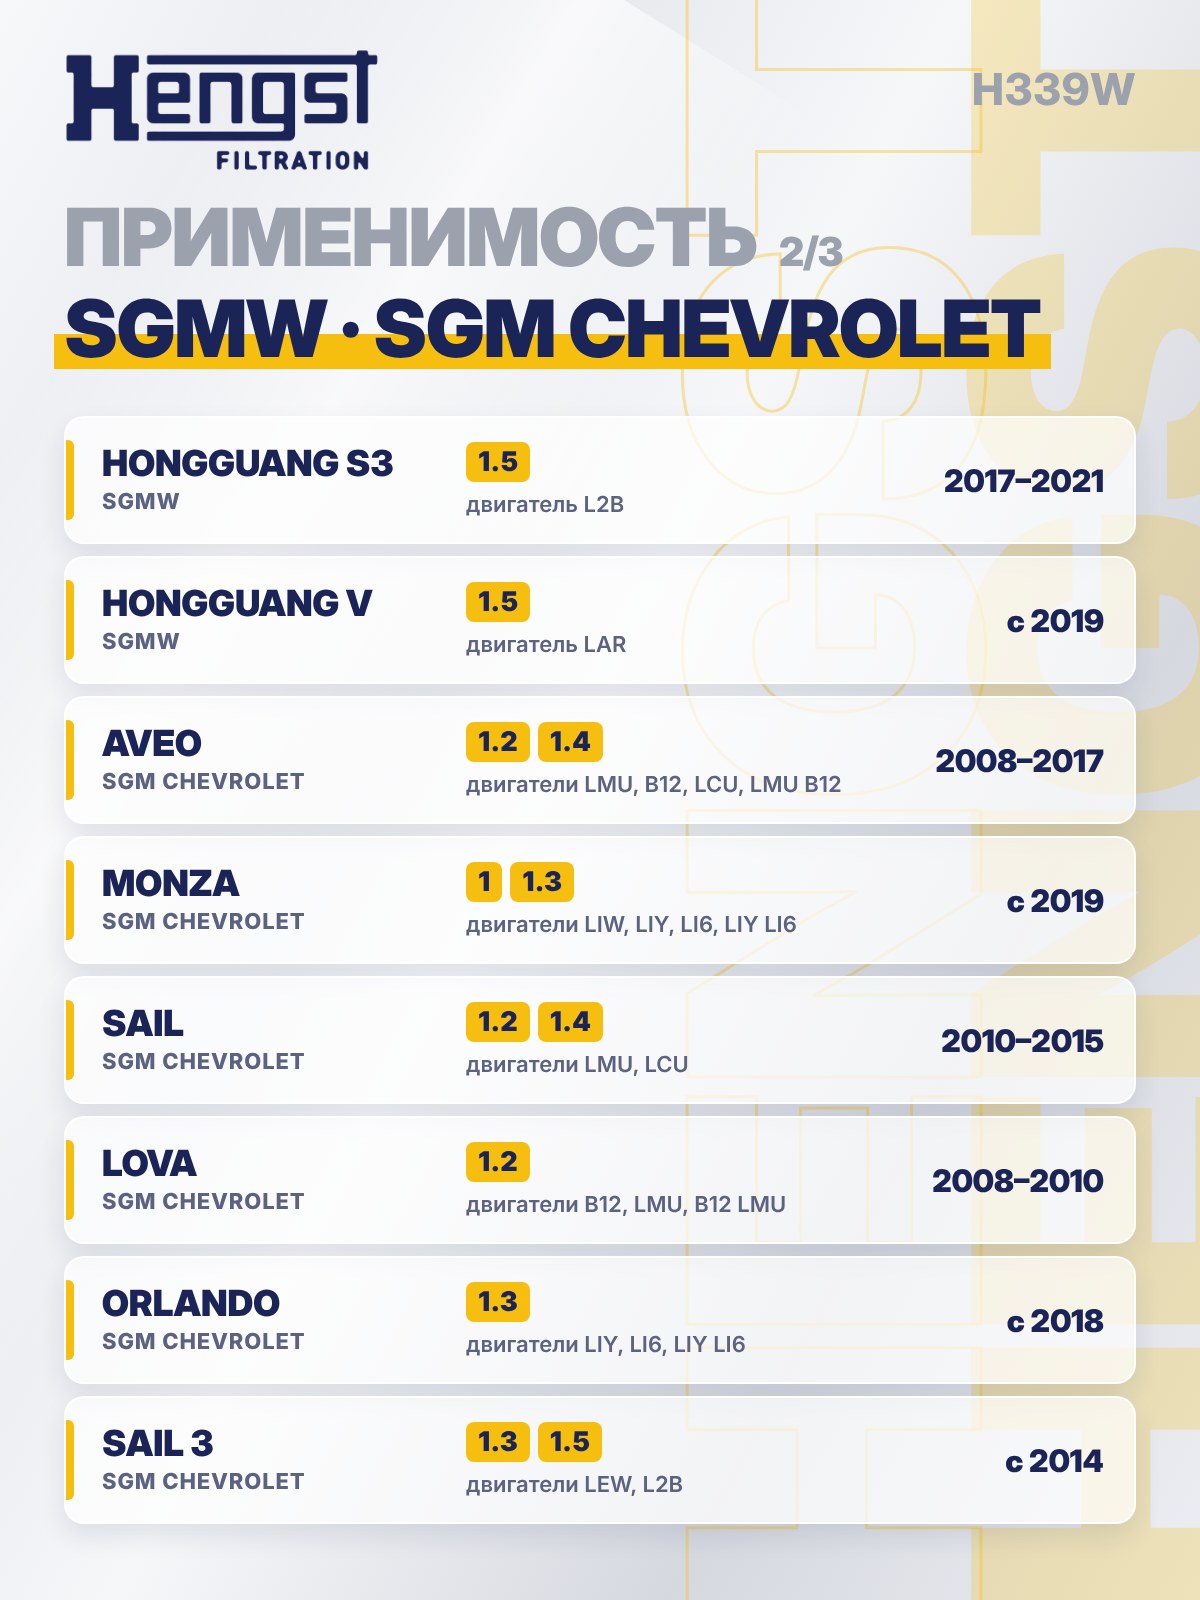 Hengst
FILTRATION
H339W
ПРИМЕНИМОСТЬ 2/3
SGMW · SGM CHEVROLET
HONGGUANG S3
SGMW
1.5
двигатель L2B
2017–2021
HONGGUANG V
SGMW
1.5
двигатель LAR
с 2019
AVEO
SGM CHEVROLET
1.2 1.4
двигатели LMU, B12, LCU, LMU B12
2008–2017
MONZA
SGM CHEVROLET
1 1.3
двигатели LIW, LIY, LI6, LIY LI6
с 2019
SAIL
SGM CHEVROLET
1.2 1.4
двигатели LMU, LCU
2010–2015
LOVA
SGM CHEVROLET
1.2
двигатели B12, LMU, B12 LMU
2008–2010
ORLANDO
SGM CHEVROLET
1.3
двигатели LIY, LI6, LIY LI6
с 2018
SAIL 3
SGM CHEVROLET
1.3 1.5
двигатели LEW, L2B
с 2014
HENGST
HENGST